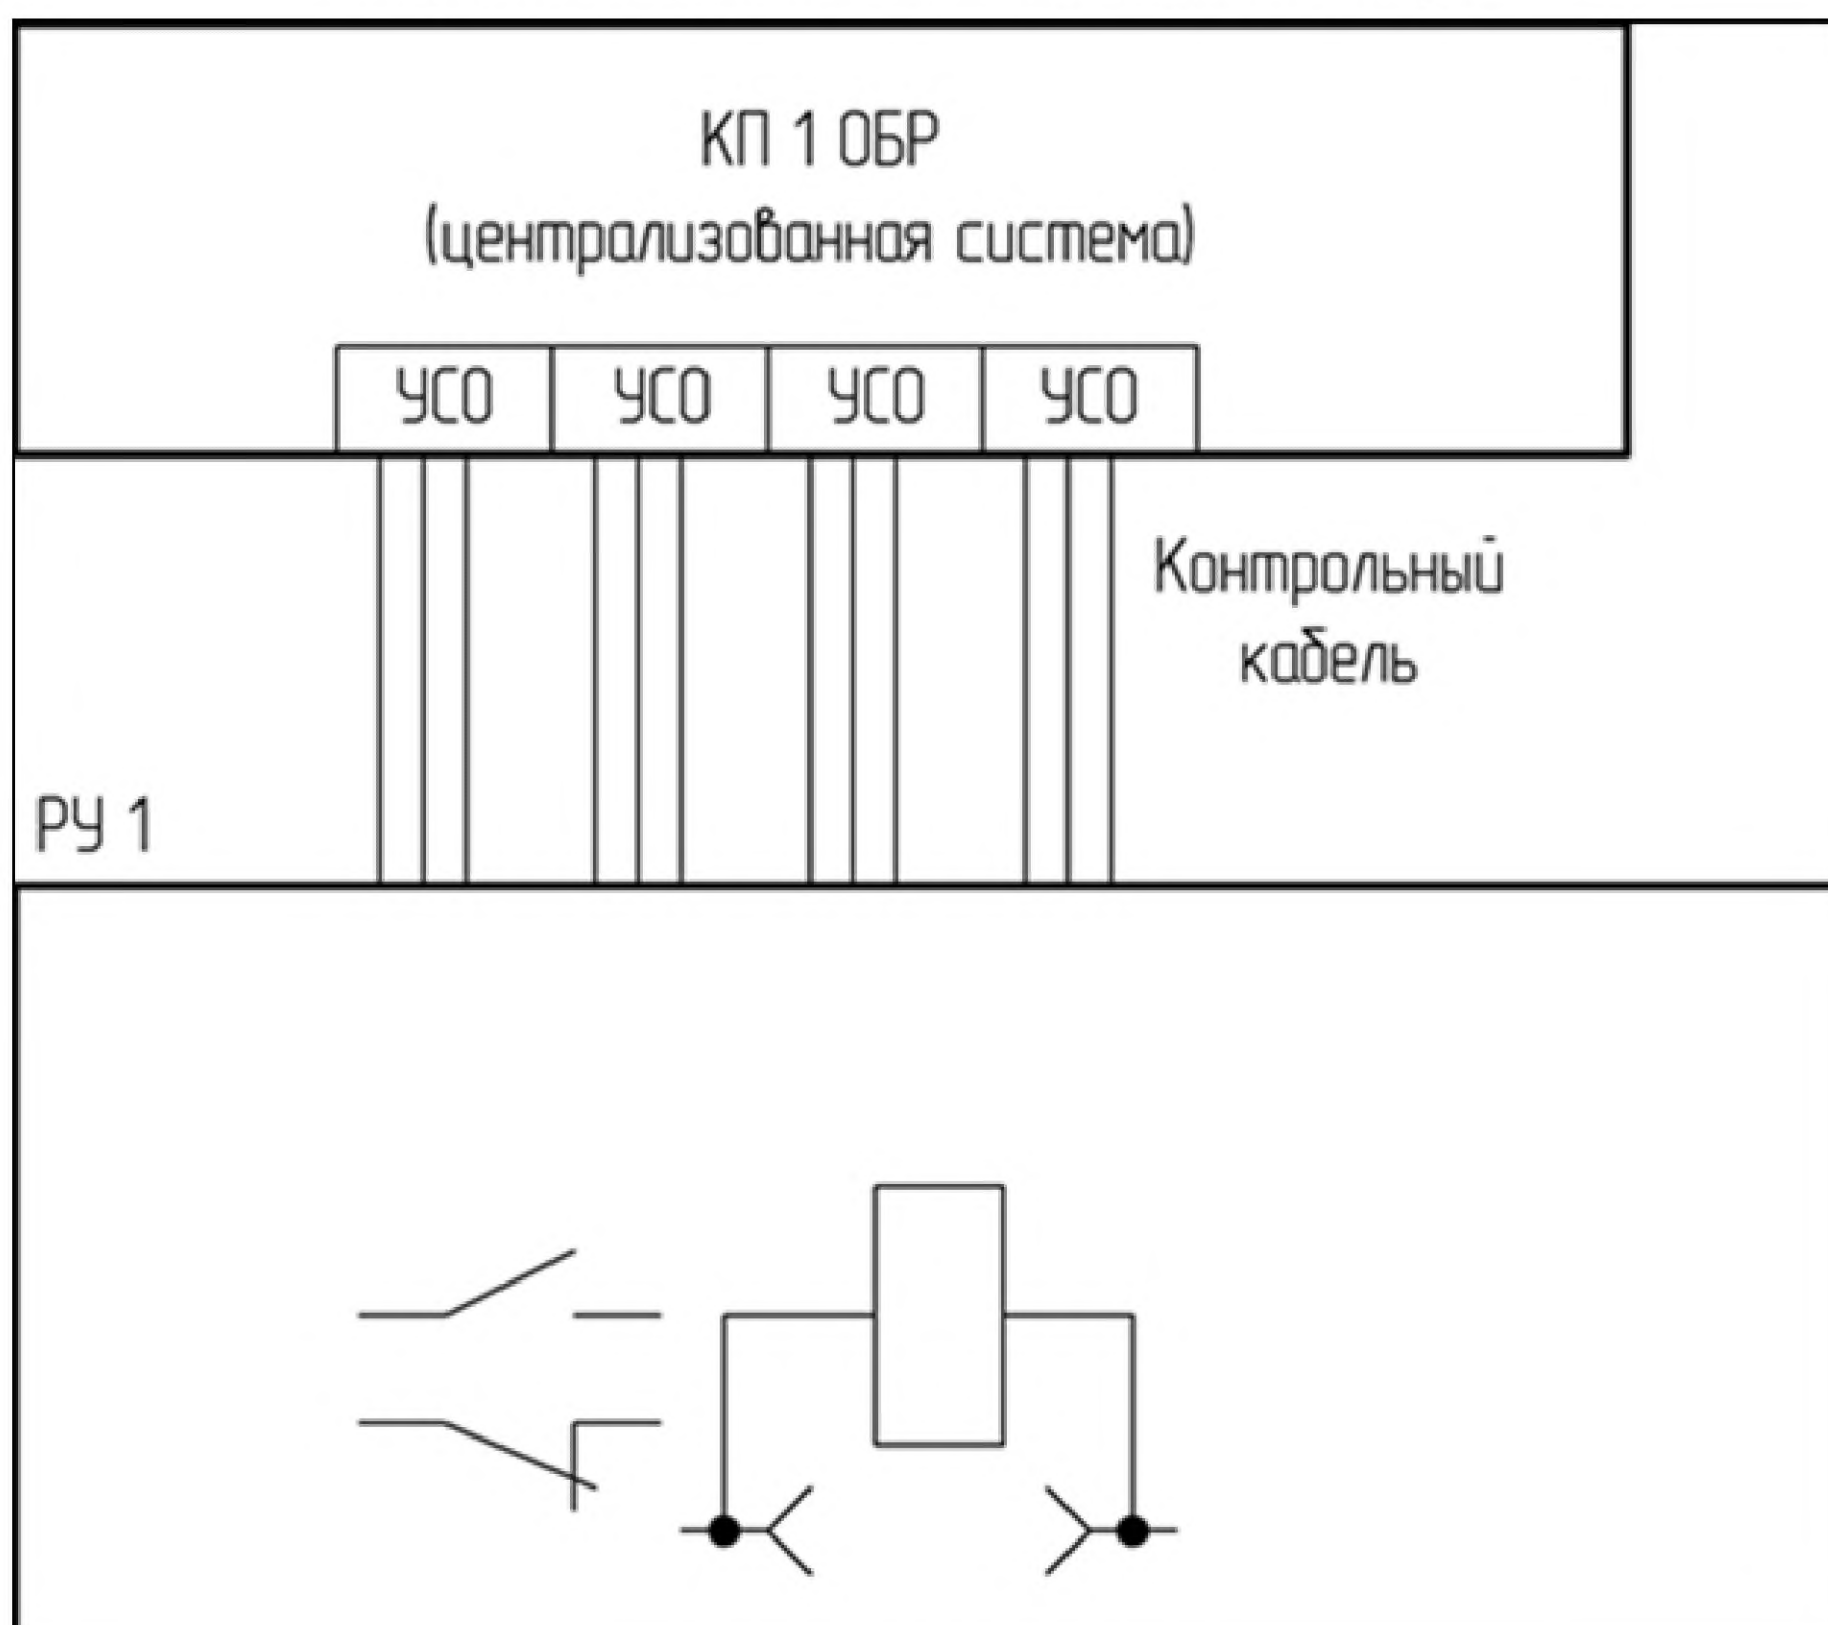 КП 1 ОБР
(централизованная система)
УСО УСО УСО УСО
Контрольный
кабель
РУ 1